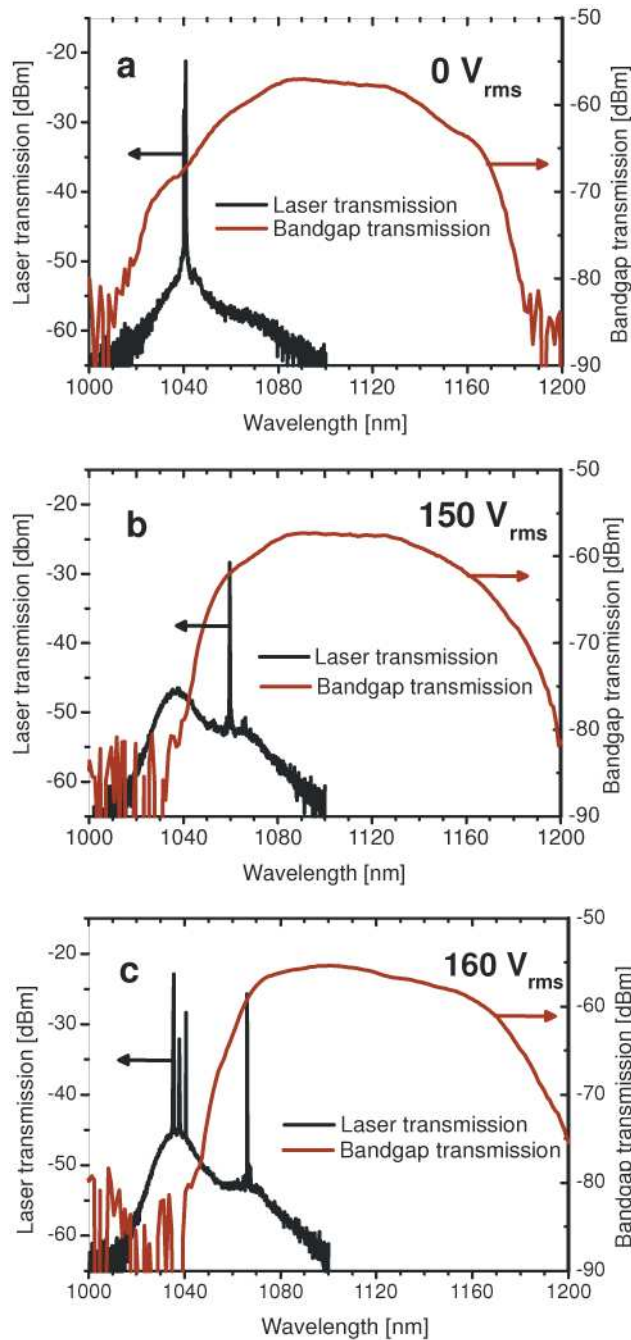 a
0 Vrms
Laser transmission [dBm]
-20
-30
-40
-50
-60
Laser transmission
Bandgap transmission
-50
-60
-70
-80
-90
Bandgap transmission [dBm]
1000 1040 1080 1120 1160 1200
Wavelength [nm]
b
150 Vrms
Laser transmission [dbm]
-20
-30
-40
-50
-60
Laser transmission
Bandgap transmission
-50
-60
-70
-80
-90
Bandgap transmission [dBm]
1000 1040 1080 1120 1160 1200
Wavelength [nm]
c
160 Vrms
Laser transmission [dBm]
-20
-30
-40
-50
-60
Laser transmission
Bandgap transmission
-50
-60
-70
-80
-90
Bandgap transmission [dBm]
1000 1040 1080 1120 1160 1200
Wavelength [nm]